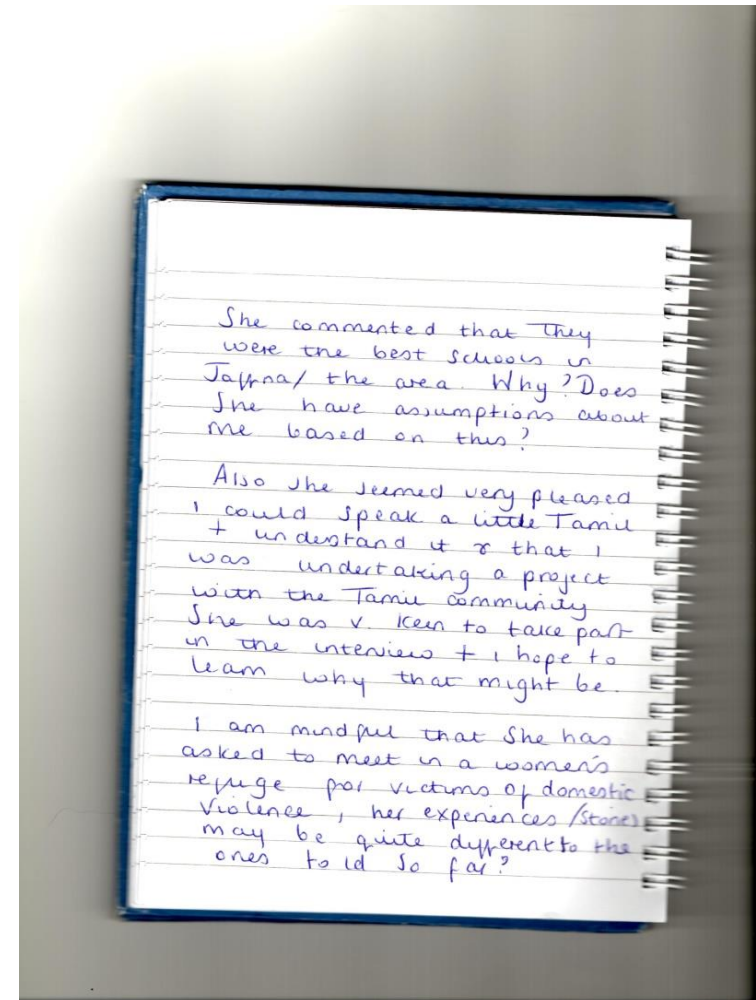 She commented that They
were the best schools in
Jaffna/ the area. Why? Does
She have assumptions about
me based on this?
Also she seemed very pleased
I could speak a little Tamil
+ understand it & that I
was undertaking a project
with the Tamil community
She was v. keen to take part
in the interview + I hope to
learn why that might be.
I am mindful that She has
asked to meet in a women's
refuge for victims of domestic
Violence, her experiences /stories
may be quite different to the
ones told so far?